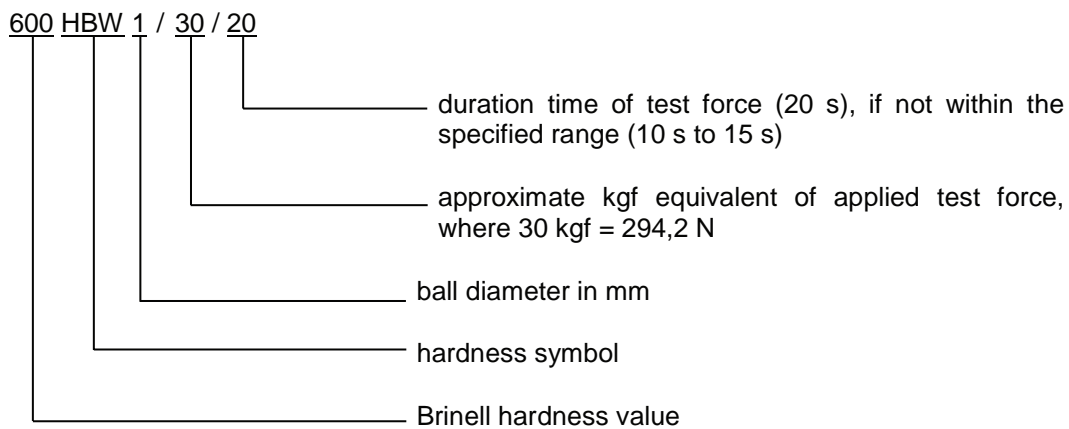 600 HBW 1 / 30 / 20
duration time of test force (20 s), if not within the
specified range (10 s to 15 s)
approximate kgf equivalent of applied test force,
where 30 kgf = 294,2 N
ball diameter in mm
hardness symbol
Brinell hardness value